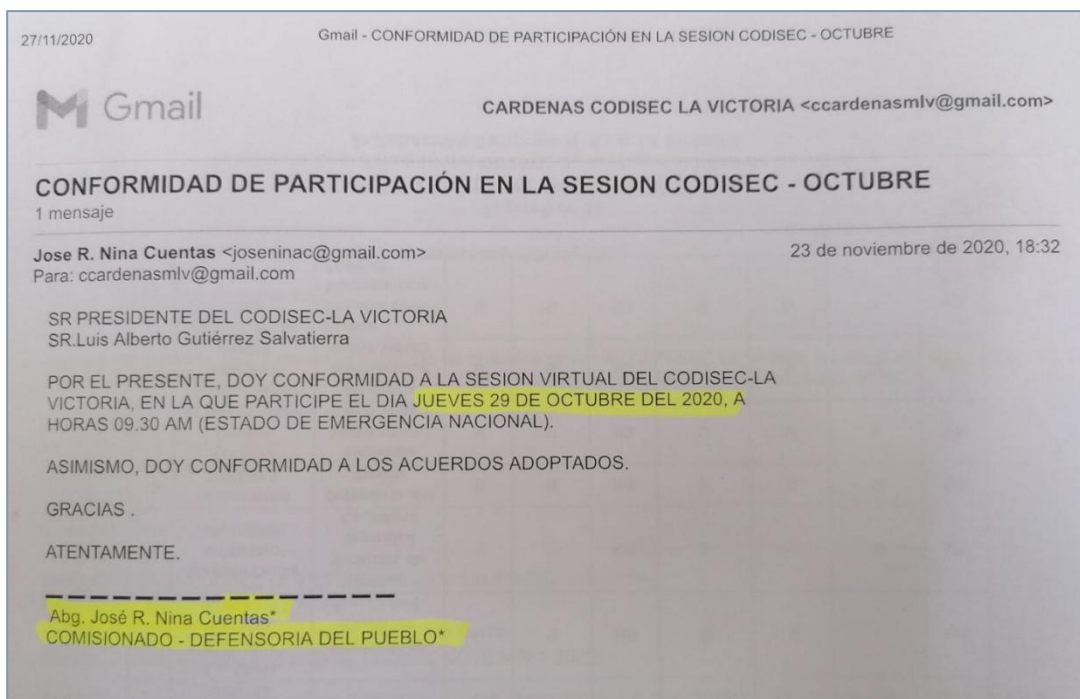 27/11/2020
Gmail - CONFORMIDAD DE PARTICIPACIÓN EN LA SESION CODISEC - OCTUBRE
Gmail
CARDENAS CODISEC LA VICTORIA <ccardenasmlv@gmail.com>
CONFORMIDAD DE PARTICIPACIÓN EN LA SESION CODISEC - OCTUBRE
1 mensaje
Jose R. Nina Cuentas <joseninac@gmail.com>
23 de noviembre de 2020, 18:32
Para: ccardenasmlv@gmail.com
SR PRESIDENTE DEL CODISEC-LA VICTORIA
SR.Luis Alberto Gutiérrez Salvatierra
POR EL PRESENTE, DOY CONFORMIDAD A LA SESION VIRTUAL DEL CODISEC-LA
VICTORIA, EN LA QUE PARTICIPE EL DIA JUEVES 29 DE OCTUBRE DEL 2020, A
HORAS 09.30 AM (ESTADO DE EMERGENCIA NACIONAL).
ASIMISMO, DOY CONFORMIDAD A LOS ACUERDOS ADOPTADOS.
GRACIAS .
ATENTAMENTE.
Abg. José R. Nina Cuentas*
COMISIONADO - DEFENSORIA DEL PUEBLO*